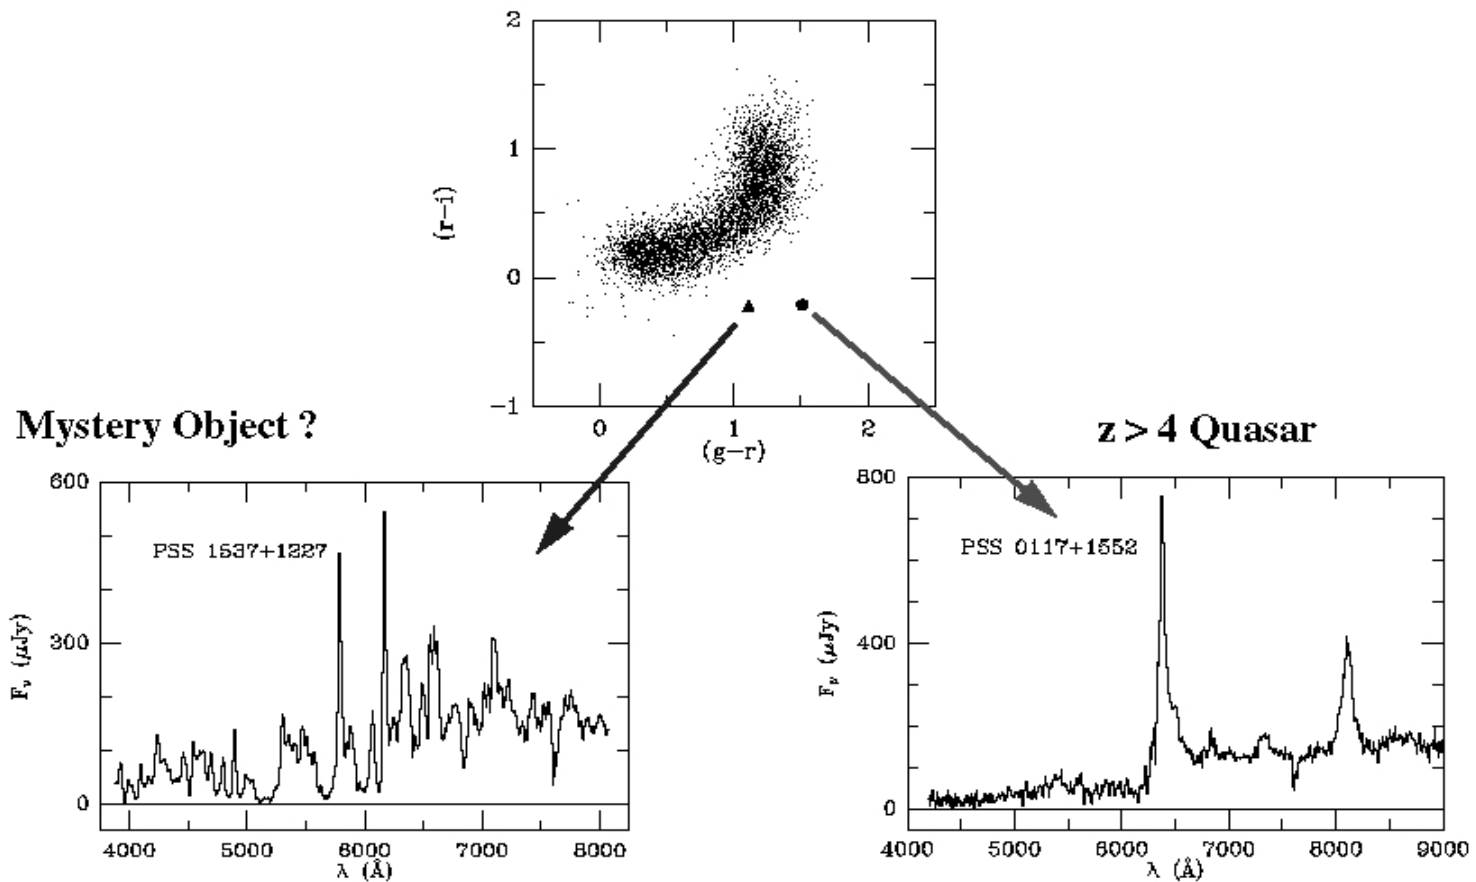 2
1
0
−1
(r−i)
0 1 2
(g−r)
Mystery Object ?
z > 4 Quasar
600
300
0
Fν (μJy)
PSS 1537+1227
4000 5000 6000 7000 8000
λ (Å)
800
400
0
Fν (μJy)
PSS 0117+1552
4000 5000 6000 7000 8000 9000
λ (Å)